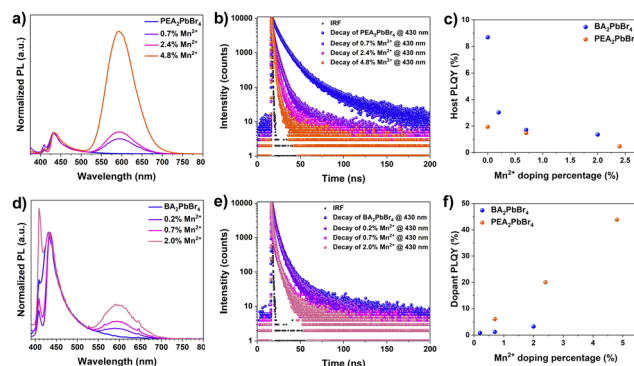 a)
Normalized PL (a.u.)
PEA₂PbBr₄
0.7% Mn²⁺
2.4% Mn²⁺
4.8% Mn²⁺
400 450 500 550 600 650 700 750 80
Wavelength (nm)
b)
Intenstity (counts)
10000
1000
100
10
1
IRF
Decay of PEA₂PbBr₄ @ 430 nm
Decay of 0.7% Mn²⁺ @ 430 nm
Decay of 2.4% Mn²⁺ @ 430 nm
Decay of 4.8% Mn²⁺ @ 430 nm
0 50 100 150 200
Time (ns)
c)
Host PLQY (%)
10
8
6
4
2
0
BA₂PbBr₄
PEA₂PbBr
0.0 0.5 1.0 1.5 2.0 2.5
Mn²⁺ doping percentage (%)
d)
Normalized PL (a.u.)
BA₂PbBr₄
0.2% Mn²⁺
0.7% Mn²⁺
2.0% Mn²⁺
400 450 500 550 600 650 700 750 80
Wavelength (nm)
e)
Intensity (counts)
10000
1000
100
10
1
IRF
Decay of BA₂PbBr₄ @ 430 nm
Decay of 0.2% Mn²⁺ @ 430 nm
Decay of 0.7% Mn²⁺ @ 430 nm
Decay of 2.0% Mn²⁺ @ 430 nm
0 50 100 150 200
Time (ns)
f)
Dopant PLQY (%)
50
40
30
20
10
0
BA₂PbBr₄
PEA₂PbBr₄
0 1 2 3 4 5
Mn²⁺ doping percentage (%)